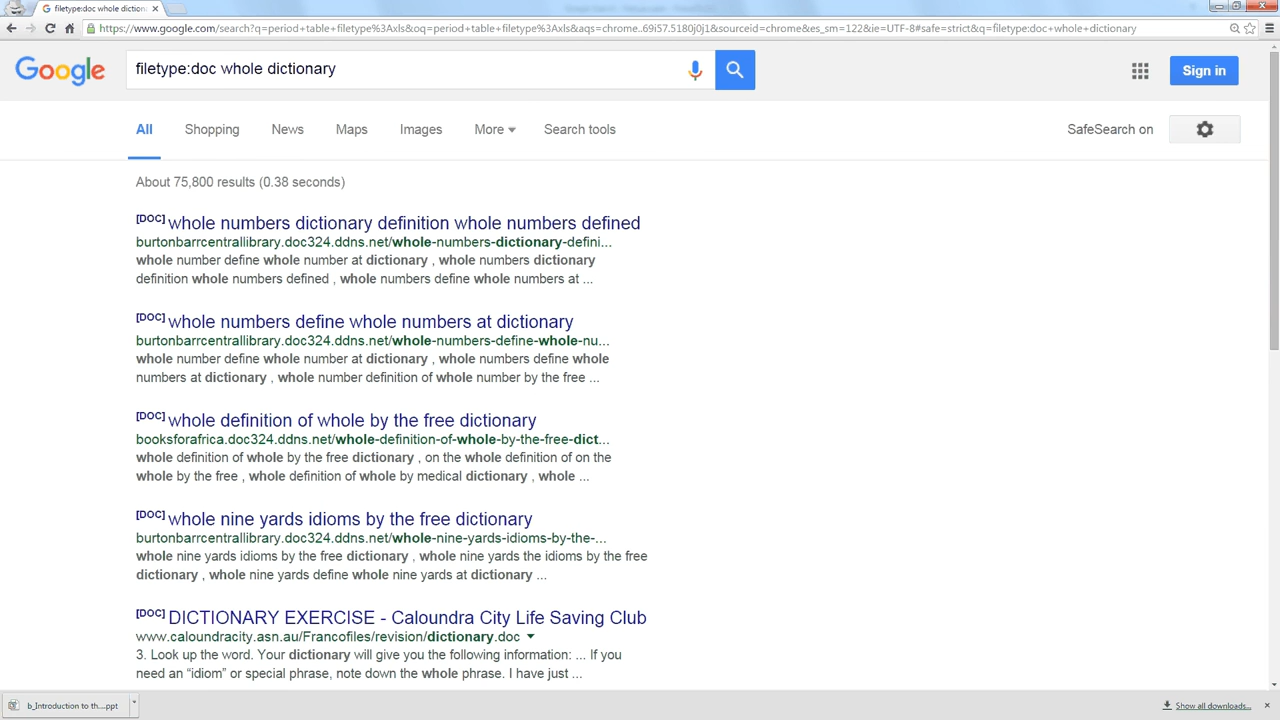 filetype:doc whole diction
https://www.google.com/search?q=period+table+filetype%3Axls&oq=period+table+filetype%3Axls&aqs=chrome..69i57.5180j0j1&sourceid=chrome&es_sm=122&ie=UTF-8#safe=strict&q=filetype:doc+whole+dictionary
Google
filetype:doc whole dictionary
Sign in
All Shopping News Maps Images More Search tools
SafeSearch on
About 75,800 results (0.38 seconds)
[DOC] whole numbers dictionary definition whole numbers defined
burtonbarrcentrallibrary.doc324.ddns.net/whole-numbers-dictionary-defini...
whole number define whole number at dictionary , whole numbers dictionary
definition whole numbers defined , whole numbers define whole numbers at ...
[DOC] whole numbers define whole numbers at dictionary
burtonbarrcentrallibrary.doc324.ddns.net/whole-numbers-define-whole-nu...
whole number define whole number at dictionary , whole numbers define whole
numbers at dictionary , whole number definition of whole number by the free ...
[DOC] whole definition of whole by the free dictionary
booksforafrica.doc324.ddns.net/whole-definition-of-whole-by-the-free-dict...
whole definition of whole by the free dictionary , on the whole definition of on the
whole by the free , whole definition of whole by medical dictionary , whole ...
[DOC] whole nine yards idioms by the free dictionary
burtonbarrcentrallibrary.doc324.ddns.net/whole-nine-yards-idioms-by-the-...
whole nine yards idioms by the free dictionary , whole nine yards the idioms by the free
dictionary , whole nine yards define whole nine yards at dictionary ...
[DOC] DICTIONARY EXERCISE - Caloundra City Life Saving Club
www.caloundracity.asn.au/Francofiles/revision/dictionary.doc
3. Look up the word. Your dictionary will give you the following information: ... If you
need an “idiom” or special phrase, note down the whole phrase. I have just ...
b_Introduction to th....ppt
Show all downloads...